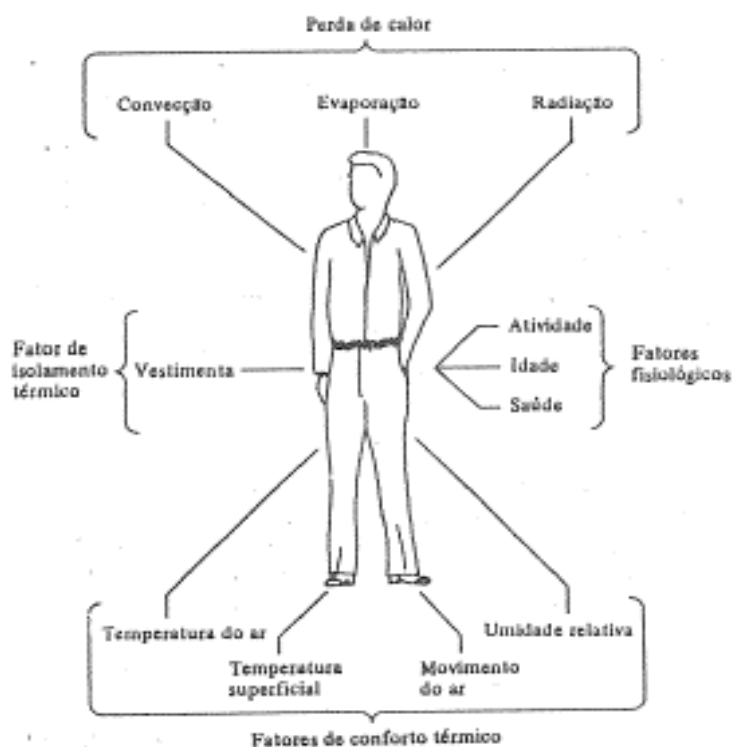 Perda de calor
Convecção
Evaporação
Radiação
Fator de
isolamento
térmico
Vestimenta
Atividade
Idade
Saúde
Fatores
fisiológicos
Temperatura do ar
Umidade relativa
Temperatura
superficial
Movimento
do ar
Fatores de conforto térmico